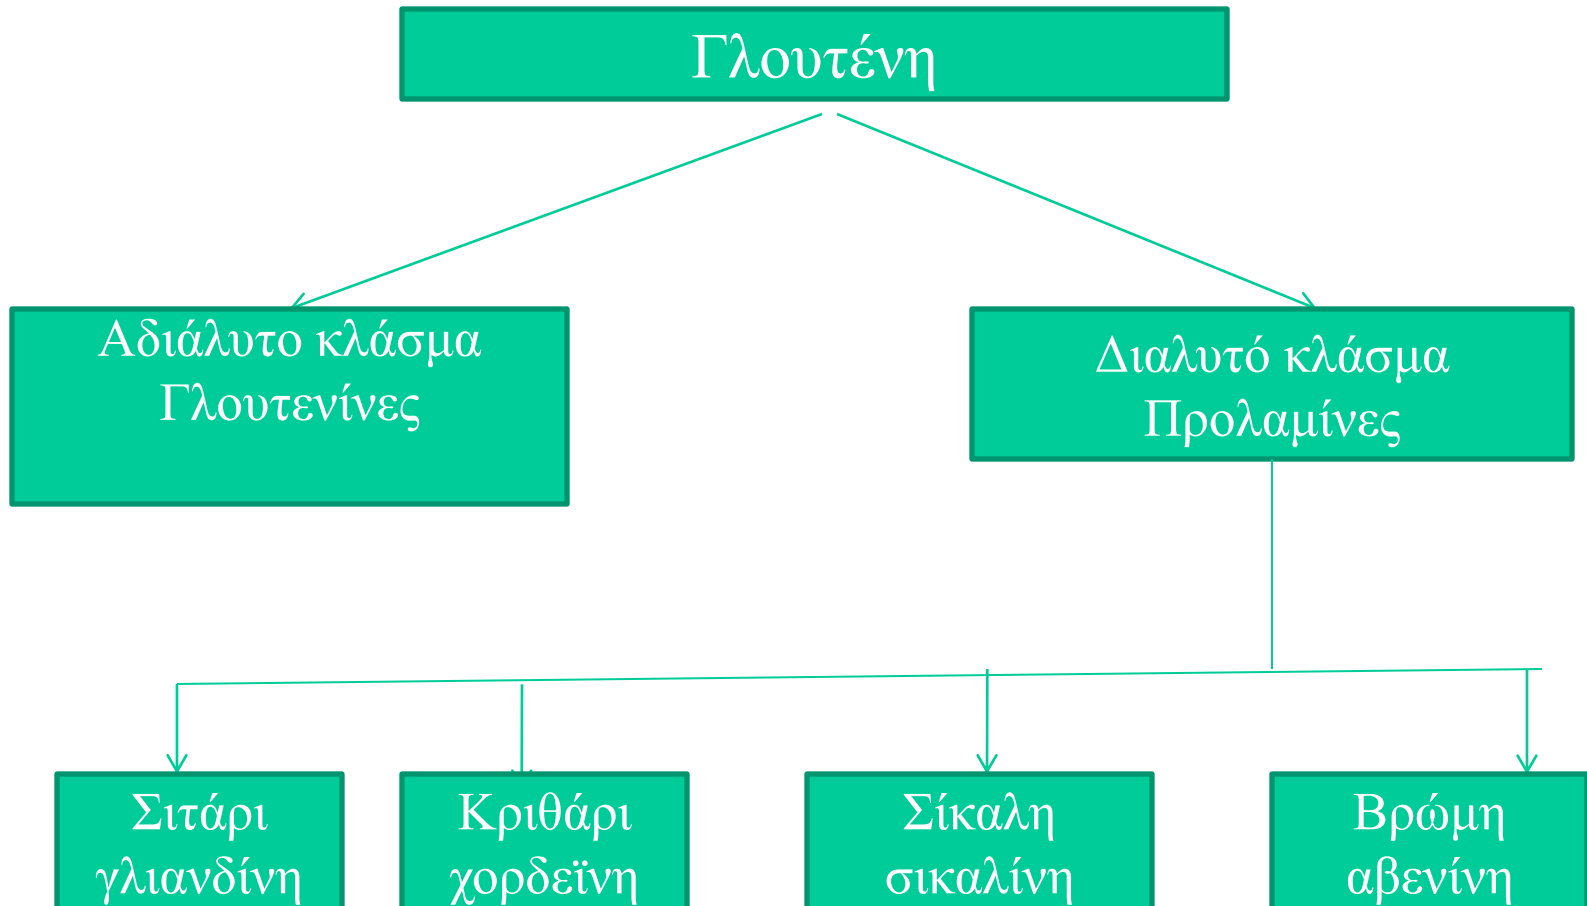 Γλουτένη
Αδιάλυτο κλάσμα
Γλουτενίνες
Διαλυτό κλάσμα
Προλαμίνες
Σιτάρι
γλιανδίνη
Κριθάρι
χορδεϊνη
Σίκαλη
σικαλίνη
Βρώμη
αβενίνη